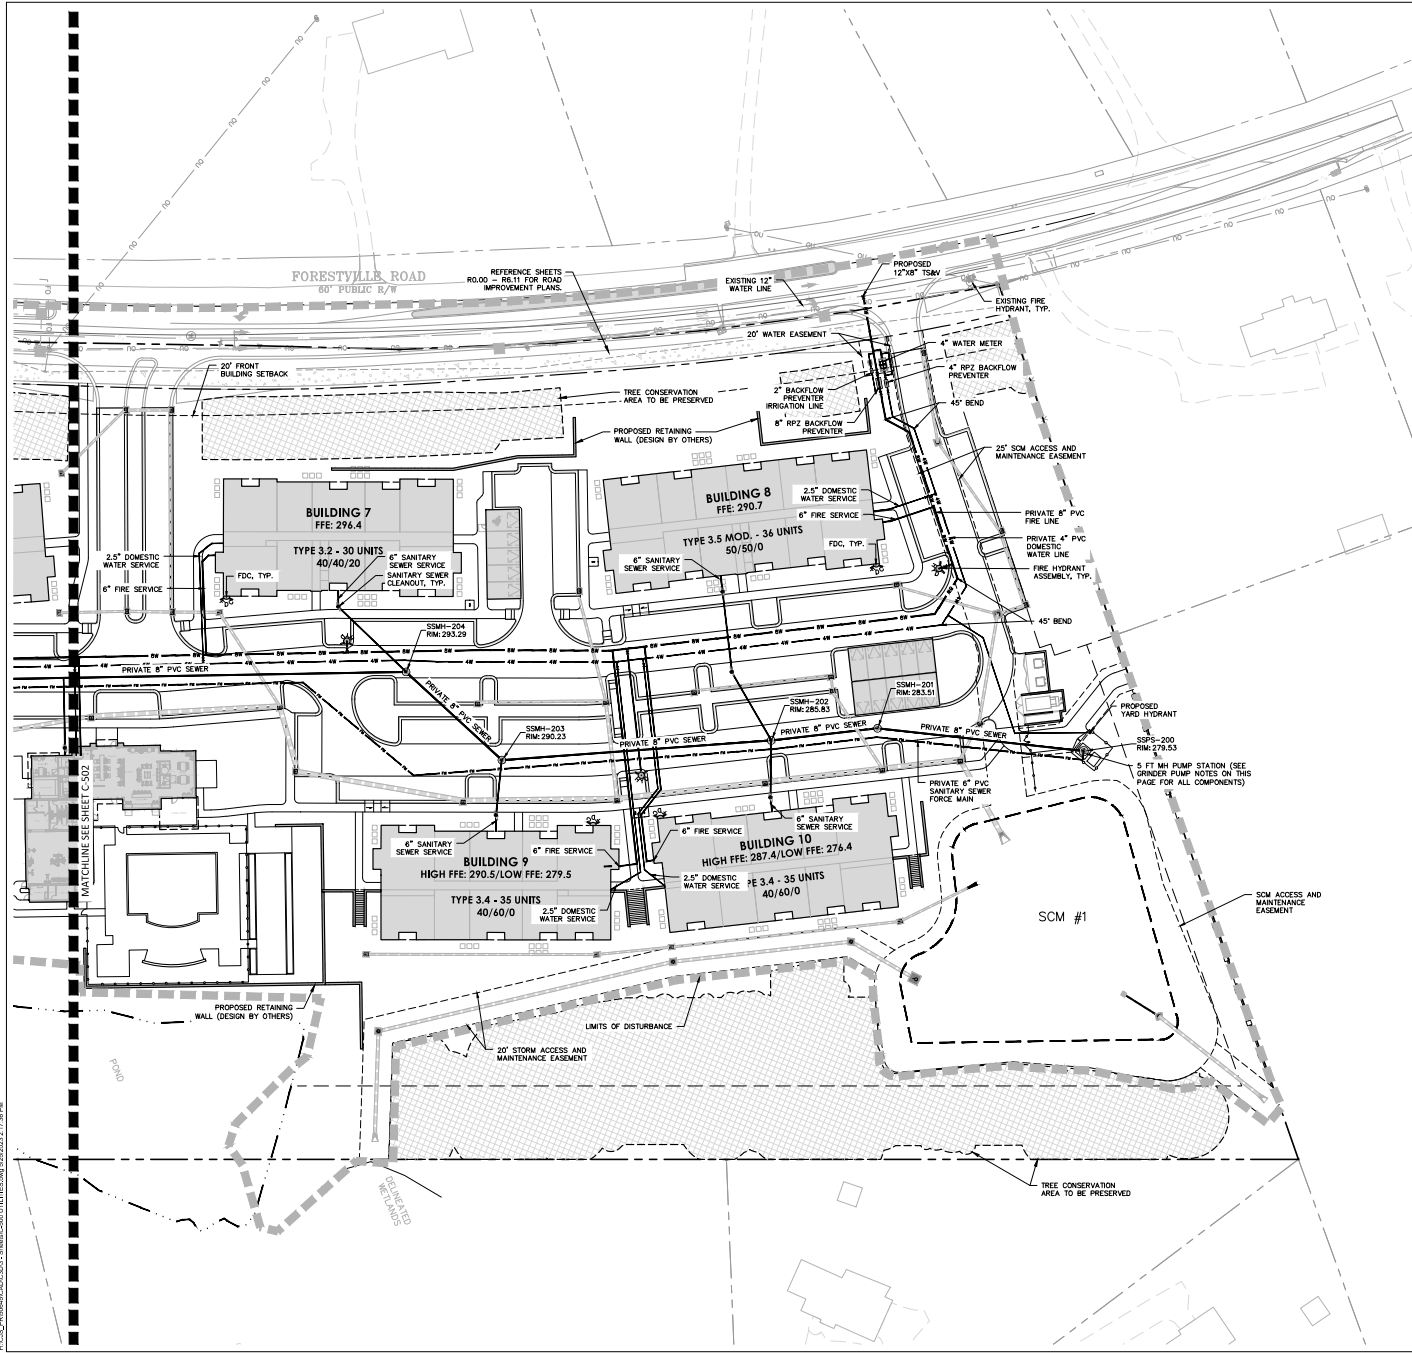 FORESTVILLE ROAD
60' PUBLIC R/W
REFERENCE SHEETS
R0.00 - R6.11 FOR ROAD
IMPROVEMENT PLANS.
EXISTING 12"
WATER LINE
PROPOSED
12"X8" TS&V
EXISTING FIRE
HYDRANT, TYP.
20' WATER EASEMENT
4" WATER METER
4" RPZ BACKFLOW
PREVENTER
20' FRONT
BUILDING SETBACK
TREE CONSERVATION
AREA TO BE PRESERVED
2" BACKFLOW
PREVENTER
IRRIGATION LINE
8" RPZ BACKFLOW
PREVENTER
45° BEND
PROPOSED RETAINING
WALL (DESIGN BY OTHERS)
25' SCM ACCESS AND
MAINTENANCE EASEMENT
BUILDING 7
FFE: 296.4
TYPE 3.2 - 30 UNITS
40/40/20
BUILDING 8
FFE: 290.7
TYPE 3.5 MOD. - 36 UNITS
50/50/0
2.5" DOMESTIC
WATER SERVICE
6" FIRE SERVICE
FDC, TYP.
PRIVATE 8" PVC
FIRE LINE
PRIVATE 4" PVC
DOMESTIC
WATER LINE
FIRE HYDRANT
ASSEMBLY, TYP.
2.5" DOMESTIC
WATER SERVICE
6" FIRE SERVICE
FDC, TYP.
6" SANITARY
SEWER SERVICE
SANITARY SEWER
CLEANOUT, TYP.
6" SANITARY
SEWER SERVICE
45° BEND
SSMH-204
RIM: 293.29
PRIVATE 8" PVC SEWER
PRIVATE 8" PVC SEWER
SSMH-203
RIM: 290.23
PRIVATE 8" PVC SEWER
SSMH-202
RIM: 285.83
PRIVATE 8" PVC SEWER
SSMH-201
RIM: 283.51
PRIVATE 8" PVC SEWER
PROPOSED
YARD HYDRANT
SSPS-200
RIM: 279.53
5 FT MH PUMP STATION (SEE
GRINDER PUMP NOTES ON THIS
PAGE FOR ALL COMPONENTS)
PRIVATE 6" PVC
SANITARY SEWER
FORCE MAIN
MATCHLINE SEE SHEET C-502
6" SANITARY
SEWER SERVICE
BUILDING 9
HIGH FFE: 290.5/LOW FFE: 279.5
TYPE 3.4 - 35 UNITS
40/60/0
6" FIRE SERVICE
2.5" DOMESTIC
WATER SERVICE
6" FIRE SERVICE
6" SANITARY
SEWER SERVICE
BUILDING 10
HIGH FFE: 287.4/LOW FFE: 276.4
PE 3.4 - 35 UNITS
40/60/0
2.5" DOMESTIC
WATER SERVICE
SCM #1
SCM ACCESS AND
MAINTENANCE
EASEMENT
PROPOSED RETAINING
WALL (DESIGN BY OTHERS)
LIMITS OF DISTURBANCE
20' STORM ACCESS AND
MAINTENANCE EASEMENT
POND
DELINEATED
WETLANDS
TREE CONSERVATION
AREA TO BE PRESERVED